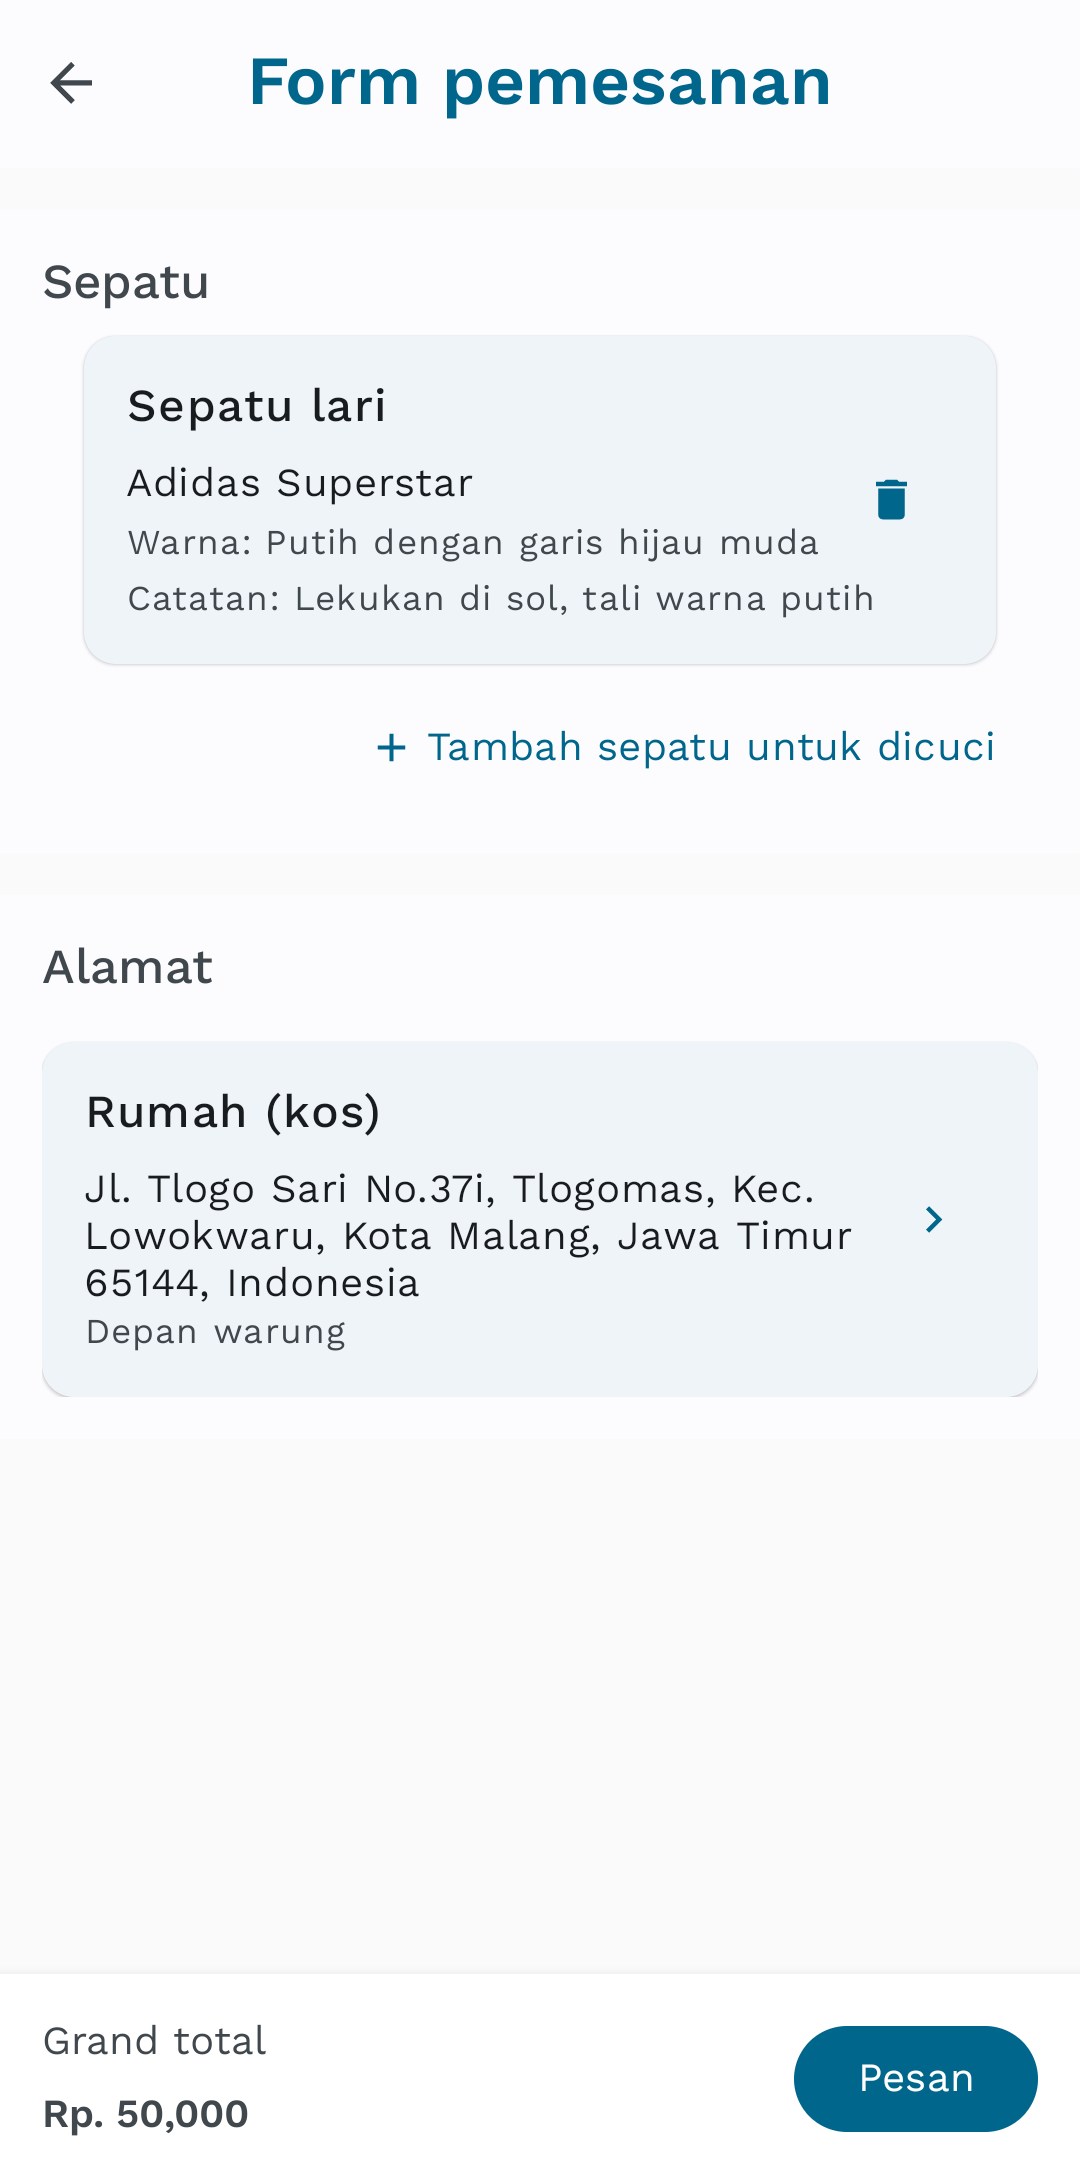 Form pemesanan
Sepatu
Sepatu lari
Adidas Superstar
Warna: Putih dengan garis hijau muda
Catatan: Lekukan di sol, tali warna putih
+ Tambah sepatu untuk dicuci
Alamat
Rumah (kos)
Jl. Tlogo Sari No.37i, Tlogomas, Kec.
Lowokwaru, Kota Malang, Jawa Timur
65144, Indonesia
Depan warung
Grand total
Rp. 50,000
Pesan